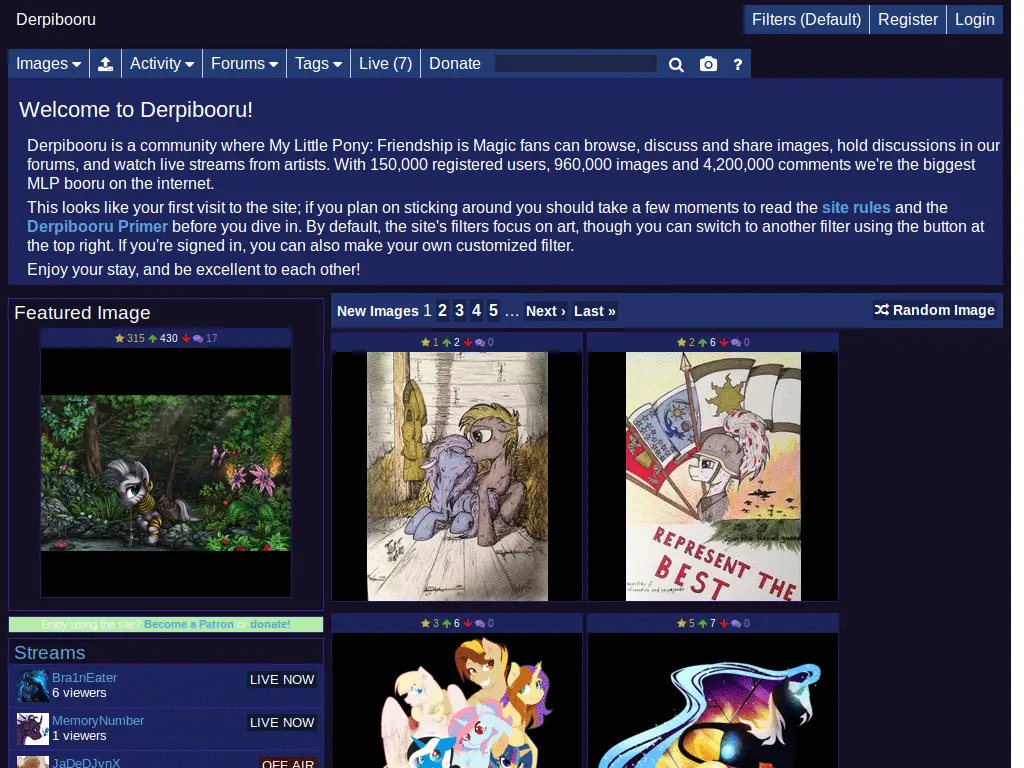 Derpibooru
Filters (Default) Register Login
Images Activity Forums Tags Live (7) Donate ?
Welcome to Derpibooru!
Derpibooru is a community where My Little Pony: Friendship is Magic fans can browse, discuss and share images, hold discussions in our
forums, and watch live streams from artists. With 150,000 registered users, 960,000 images and 4,200,000 comments we're the biggest
MLP booru on the internet.
This looks like your first visit to the site; if you plan on sticking around you should take a few moments to read the site rules and the
Derpibooru Primer before you dive in. By default, the site's filters focus on art, though you can switch to another filter using the button at
the top right. If you're signed in, you can also make your own customized filter.
Enjoy your stay, and be excellent to each other!
Featured Image
315 430 17
Enjoy using the site? Become a Patron or donate!
Streams
Bra1nEater
6 viewers
LIVE NOW
MemoryNumber
1 viewers
LIVE NOW
JaDeDJynX
OFF AIR
New Images 1 2 3 4 5 … Next › Last »
Random Image
1 2 0
2 6 0
join the Royal guard
REPRESENT THE
BEST
3 6 0
5 7 0